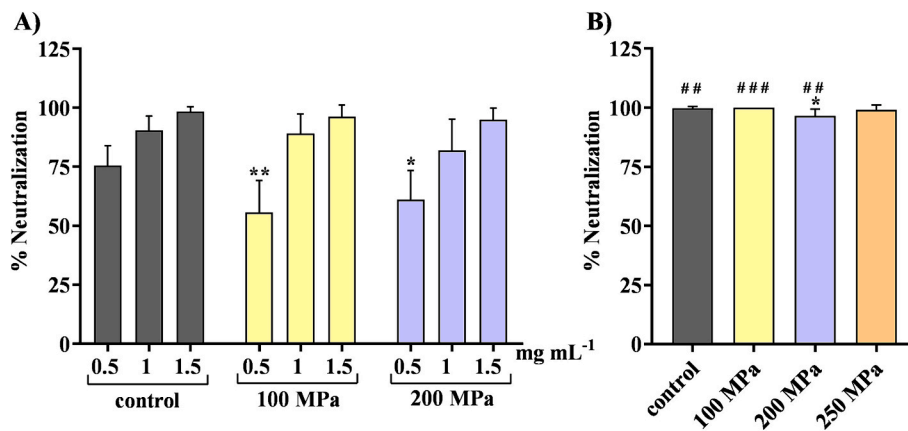 A)
% Neutralization
125
100
75
50
25
0
** *
0.5 1 1.5 0.5 1 1.5 0.5 1 1.5 mg mL⁻¹
control 100 MPa 200 MPa
B)
% Neutralization
125
100
75
50
25
0
## ### ##
*
control 100 MPa 200 MPa 250 MPa